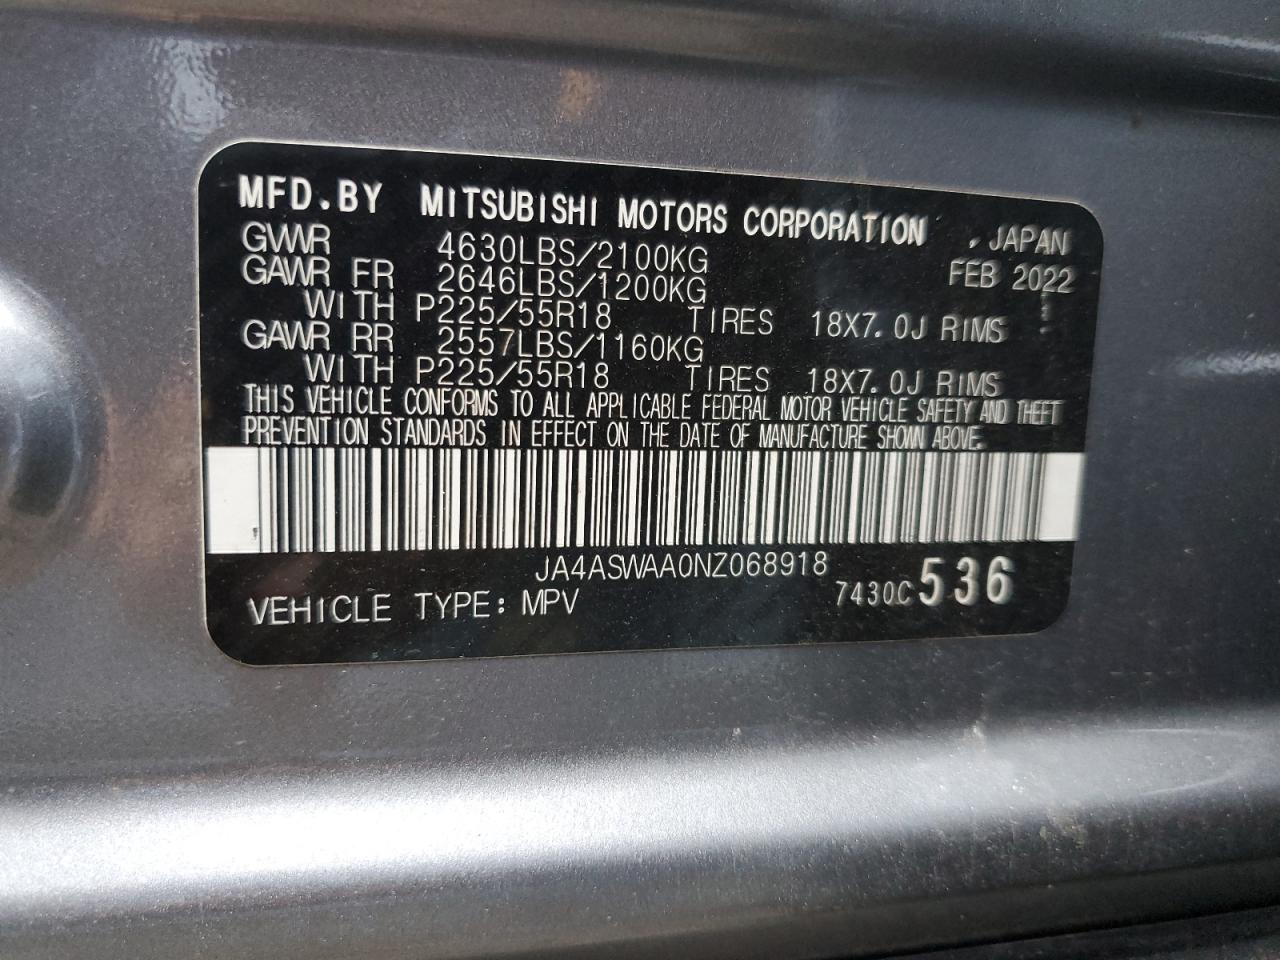 MFD.BY MITSUBISHI MOTORS CORPORATION , JAPAN
GVWR 4630LBS/2100KG FEB 2022
GAWR FR 2646LBS/1200KG
WITH P225/55R18 TIRES 18X7.0J RIMS
GAWR RR 2557LBS/1160KG
WITH P225/55R18 TIRES 18X7.0J RIMS
THIS VEHICLE CONFORMS TO ALL APPLICABLE FEDERAL MOTOR VEHICLE SAFETY AND THEFT
PREVENTION STANDARDS IN EFFECT ON THE DATE OF MANUFACTURE SHOWN ABOVE.
JA4ASWAA0NZ068918
VEHICLE TYPE: MPV 7430C 536